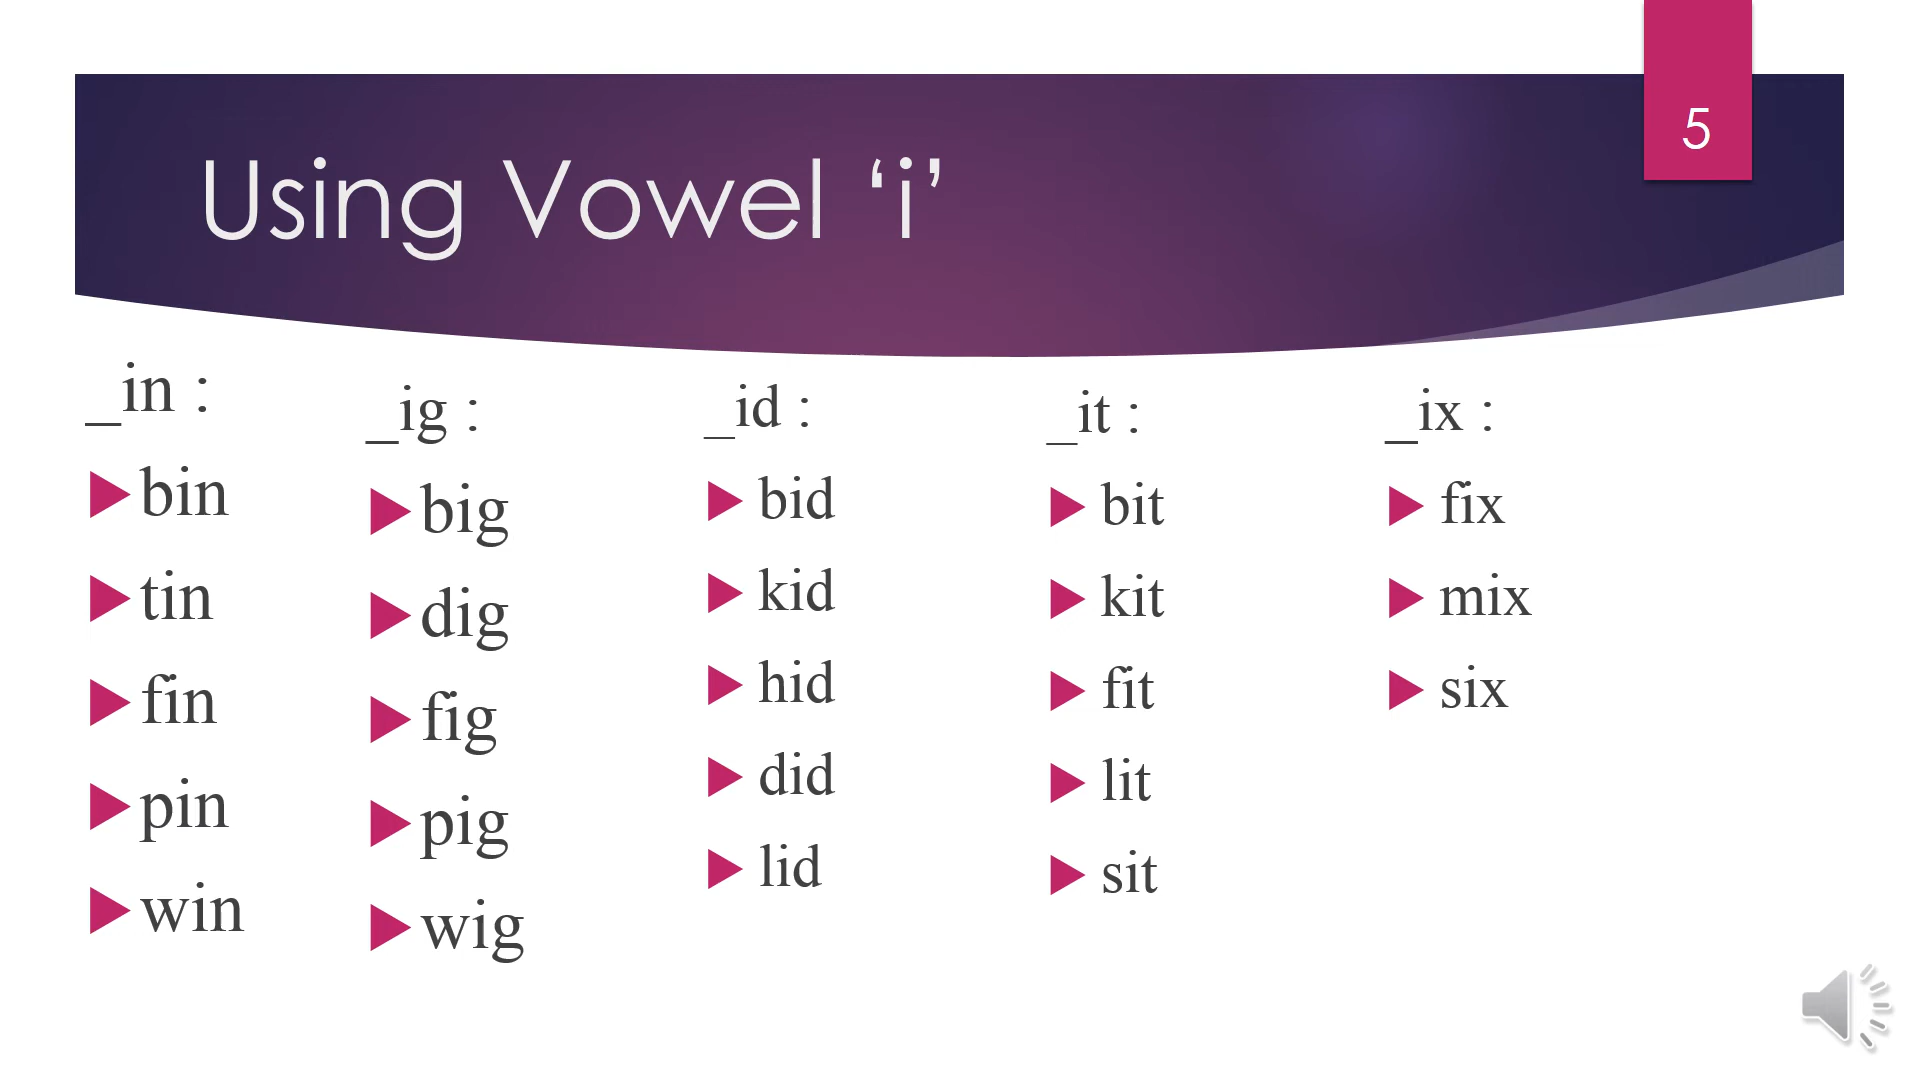 5
Using Vowel ‘i’
_in :
bin
tin
fin
pin
win
_ig :
big
dig
fig
pig
wig
_id :
bid
kid
hid
did
lid
_it :
bit
kit
fit
lit
sit
_ix :
fix
mix
six